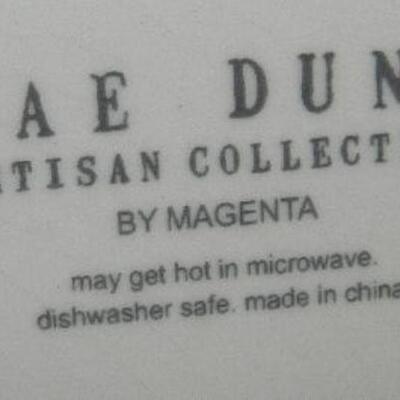 AE DUN
TISAN COLLECT
BY MAGENTA
may get hot in microwave.
dishwasher safe. made in china